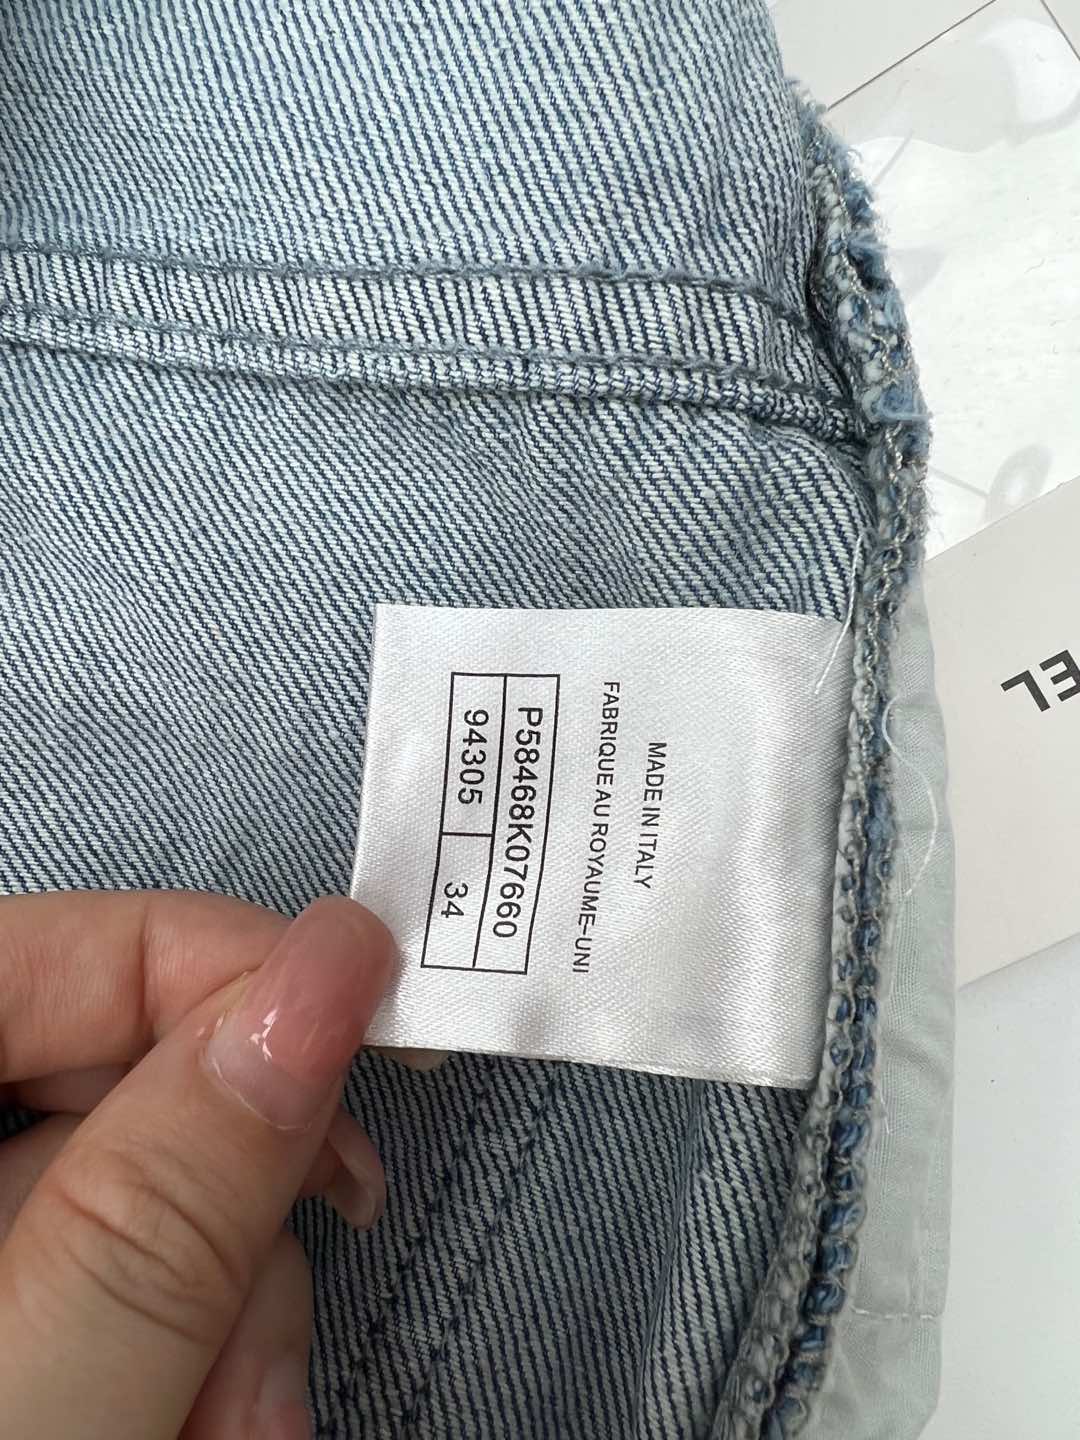 MADE IN ITALY
FABRIQUE AU ROYAUME-UNI
P58468K07660
94305 34
EL